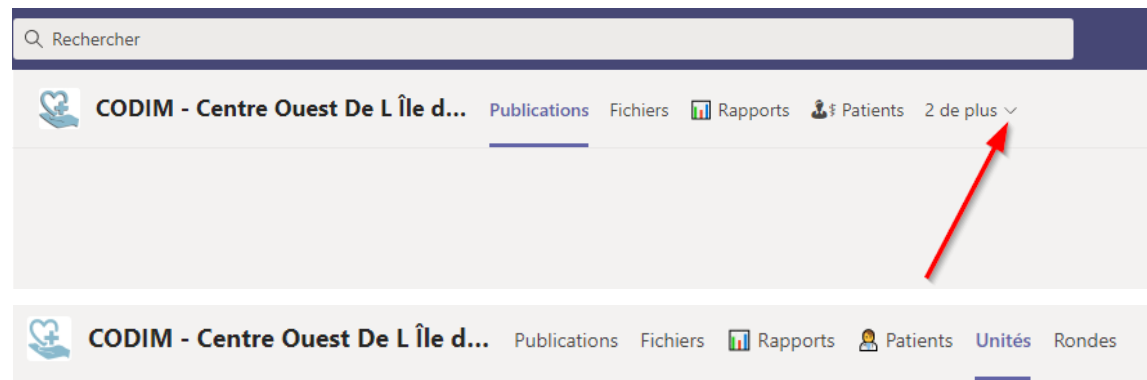 Rechercher
CODIM - Centre Ouest De L Île d... Publications Fichiers Rapports Patients 2 de plus
CODIM - Centre Ouest De L Île d... Publications Fichiers Rapports Patients Unités Rondes